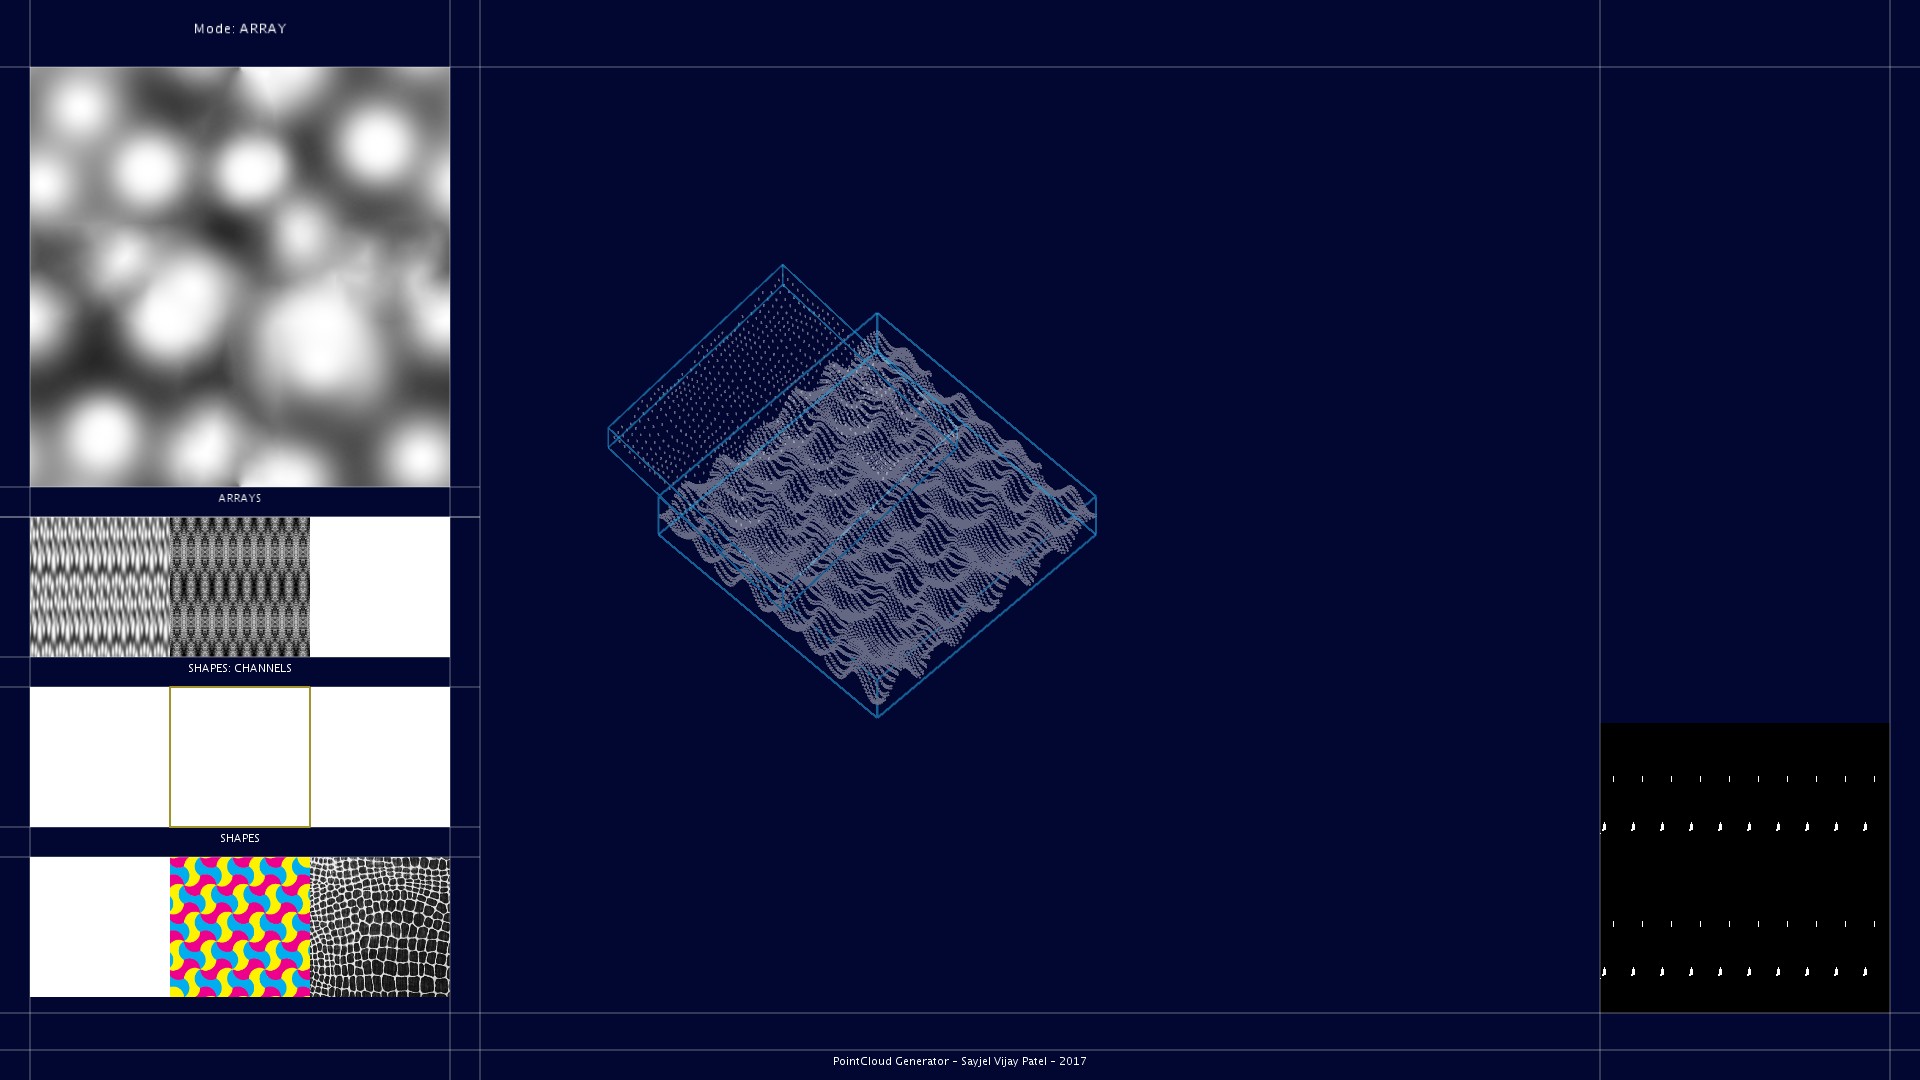 Mode: ARRAY
ARRAYS
SHAPES: CHANNELS
SHAPES
PointCloud Generator - Sayjel Vijay Patel - 2017